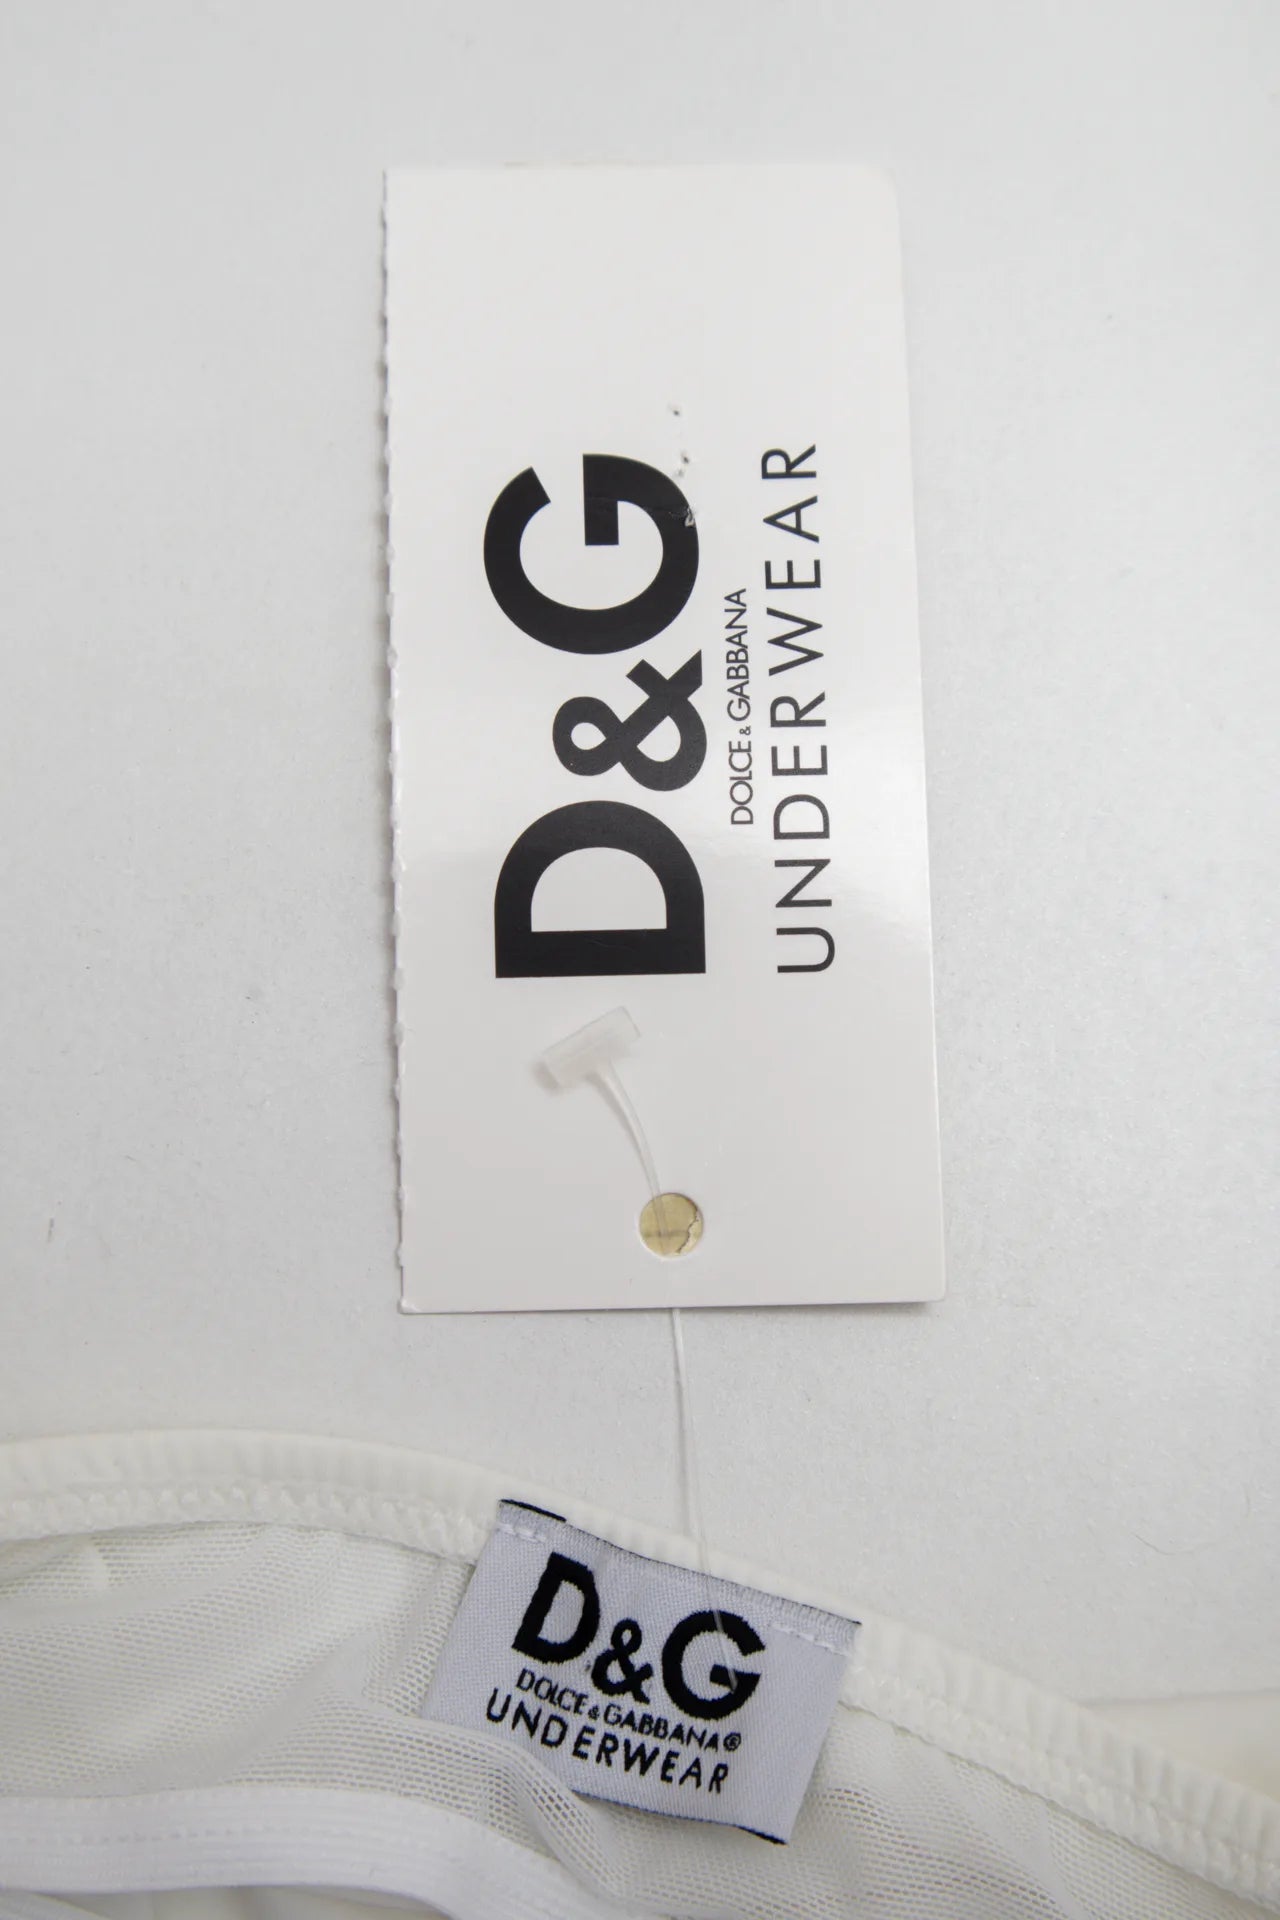 D&G
DOLCE & GABBANA
UNDERWEAR
D&G
DOLCE & GABBANA®
UNDERWEAR